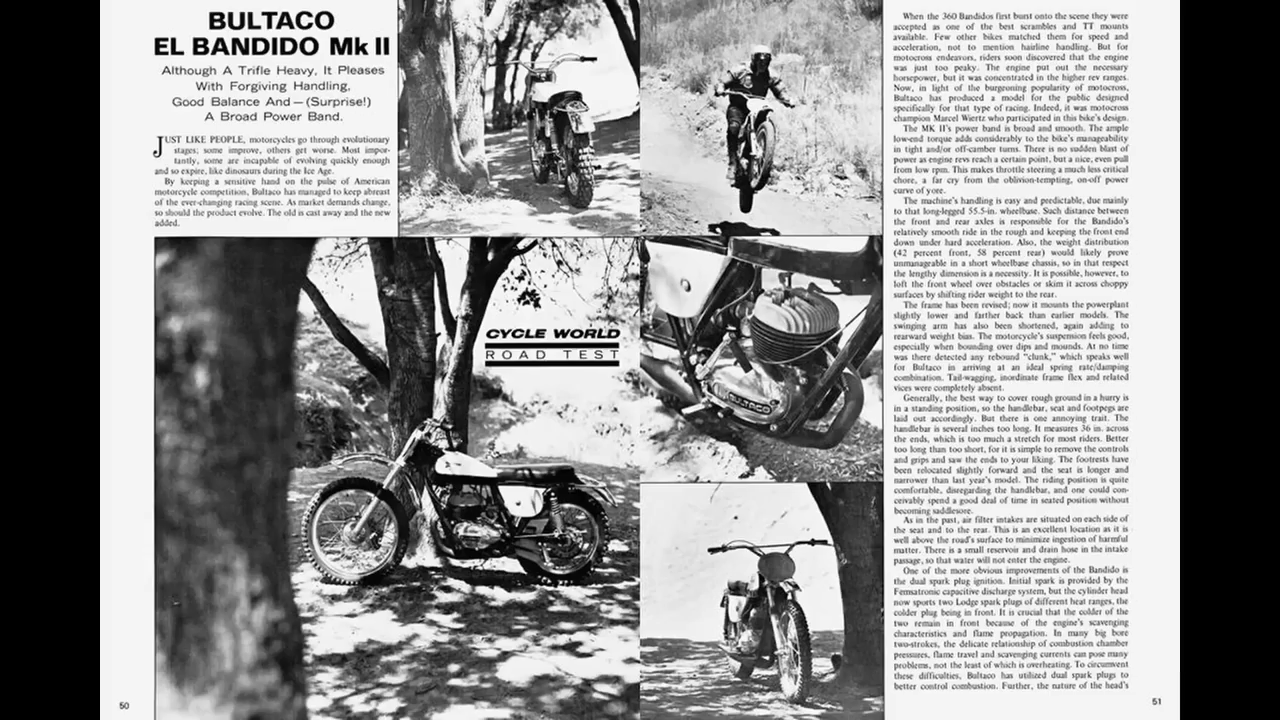 BULTACO
EL BANDIDO Mk II
Although A Trifle Heavy, It Pleases
With Forgiving Handling,
Good Balance And — (Surprise!)
A Broad Power Band.
JUST LIKE PEOPLE, motorcycles go through evolutionary
stages; some improve, others get worse. Most impor-
tantly, some are incapable of evolving quickly enough
and so expire, like dinosaurs during the Ice Age.
By keeping a sensitive hand on the pulse of American
motorcycle competition, Bultaco has managed to keep abreast
of the ever-changing racing scene. As market demands change,
so should the product evolve. The old is cast away and the new
added.
CYCLE WORLD
ROAD TEST
BULTACO
50
When the 360 Bandidos first burst onto the scene they were
accepted as one of the best scrambles and TT mounts
available. Few other bikes matched them for speed and
acceleration, not to mention hairline handling. But for
motocross endeavors, riders soon discovered that the engine
was just too peaky. The engine put out the necessary
horsepower, but it was concentrated in the higher rev ranges.
Now, in light of the burgeoning popularity of motocross,
Bultaco has produced a model for the public designed
specifically for that type of racing. Indeed, it was motocross
champion Marcel Wiertz who participated in this bike's design.
The MK II's power band is broad and smooth. The ample
low-end torque adds considerably to the bike's manageability
in tight and/or off-camber turns. There is no sudden blast of
power as engine revs reach a certain point, but a nice, even pull
from low rpm. This makes throttle steering a much less critical
chore, a far cry from the oblivion-tempting, on-off power
curve of yore.
The machine's handling is easy and predictable, due mainly
to that long-legged 55.5-in. wheelbase. Such distance between
the front and rear axles is responsible for the Bandido's
relatively smooth ride in the rough and keeping the front end
down under hard acceleration. Also, the weight distribution
(42 percent front, 58 percent rear) would likely prove
unmanageable in a short wheelbase chassis, so in that respect
the lengthy dimension is a necessity. It is possible, however, to
loft the front wheel over obstacles or skim it across choppy
surfaces by shifting rider weight to the rear.
The frame has been revised; now it mounts the powerplant
slightly lower and farther back than earlier models. The
swinging arm has also been shortened, again adding to
rearward weight bias. The motorcycle's suspension feels good,
especially when bounding over dips and mounds. At no time
was there detected any rebound "clunk," which speaks well
for Bultaco in arriving at an ideal spring rate/damping
combination. Tail-wagging, inordinate frame flex and related
vices were completely absent.
Generally, the best way to cover rough ground in a hurry is
in a standing position, so the handlebar, seat and footpegs are
laid out accordingly. But there is one annoying trait. The
handlebar is several inches too long. It measures 36 in. across
the ends, which is too much a stretch for most riders. Better
too long than too short, for it is simple to remove the controls
and grips and saw the ends to your liking. The footrests have
been relocated slightly forward and the seat is longer and
narrower than last year's model. The riding position is quite
comfortable, disregarding the handlebar, and one could con-
ceivably spend a good deal of time in seated position without
becoming saddlesore.
As in the past, air filter intakes are situated on each side of
the seat and to the rear. This is an excellent location as it is
well above the road's surface to minimize ingestion of harmful
matter. There is a small reservoir and drain hose in the intake
passage, so that water will not enter the engine.
One of the more obvious improvements of the Bandido is
the dual spark plug ignition. Initial spark is provided by the
Femsatronic capacitive discharge system, but the cylinder head
now sports two Lodge spark plugs of different heat ranges, the
colder plug being in front. It is crucial that the colder of the
two remain in front because of the engine's scavenging
characteristics and flame propagation. In many big bore
two-strokes, the delicate relationship of combustion chamber
pressures, flame travel and scavenging currents can pose many
problems, not the least of which is overheating. To circumvent
these difficulties, Bultaco has utilized dual spark plugs to
better control combustion. Further, the nature of the head's
51